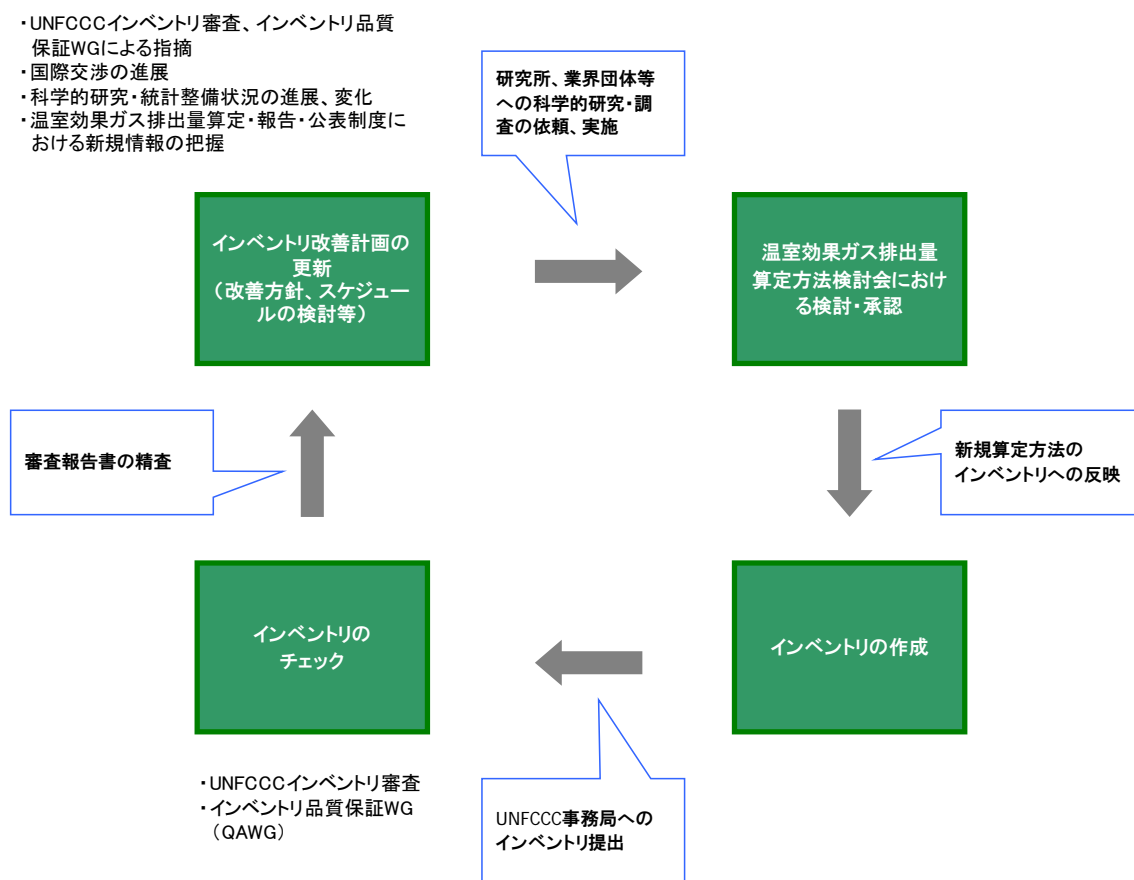 ・UNFCCCインベントリ審査、インベントリ品質
保証WGによる指摘
・国際交渉の進展
・科学的研究・統計整備状況の進展、変化
・温室効果ガス排出量算定・報告・公表制度に
おける新規情報の把握
研究所、業界団体等
への科学的研究・調
査の依頼、実施
インベントリ改善計画の
更新
（改善方針、スケジュー
ルの検討等）
温室効果ガス排出量
算定方法検討会におけ
る検討・承認
審査報告書の精査
新規算定方法の
インベントリへの反映
インベントリの
チェック
インベントリの作成
・UNFCCCインベントリ審査
・インベントリ品質保証WG
（QAWG）
UNFCCC事務局への
インベントリ提出